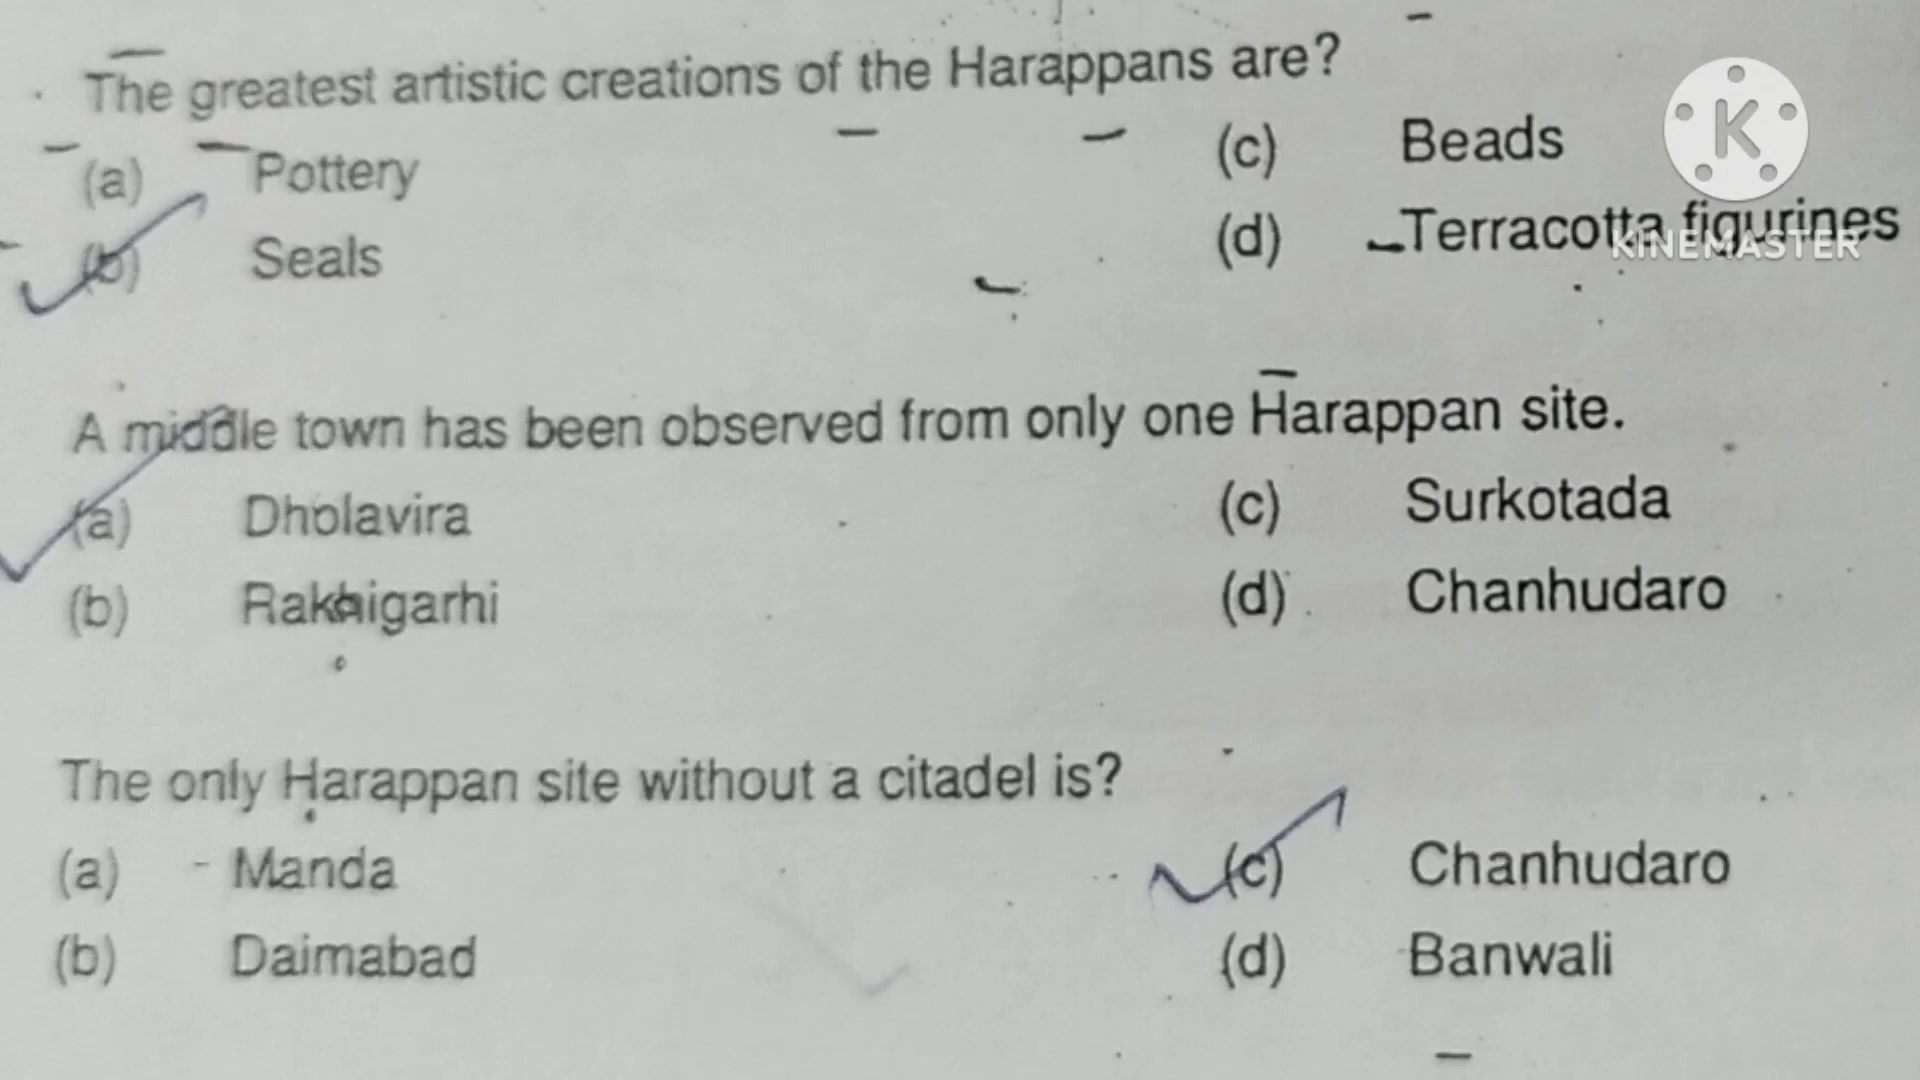 The greatest artistic creations of the Harappans are?
(a) Pottery (c) Beads
(b) Seals (d) Terracotta figurines
K
KINEMASTER
A middle town has been observed from only one Harappan site.
(a) Dholavira (c) Surkotada
(b) Rakhigarhi (d) Chanhudaro
The only Harappan site without a citadel is?
(a) Manda (c) Chanhudaro
(b) Daimabad (d) Banwali